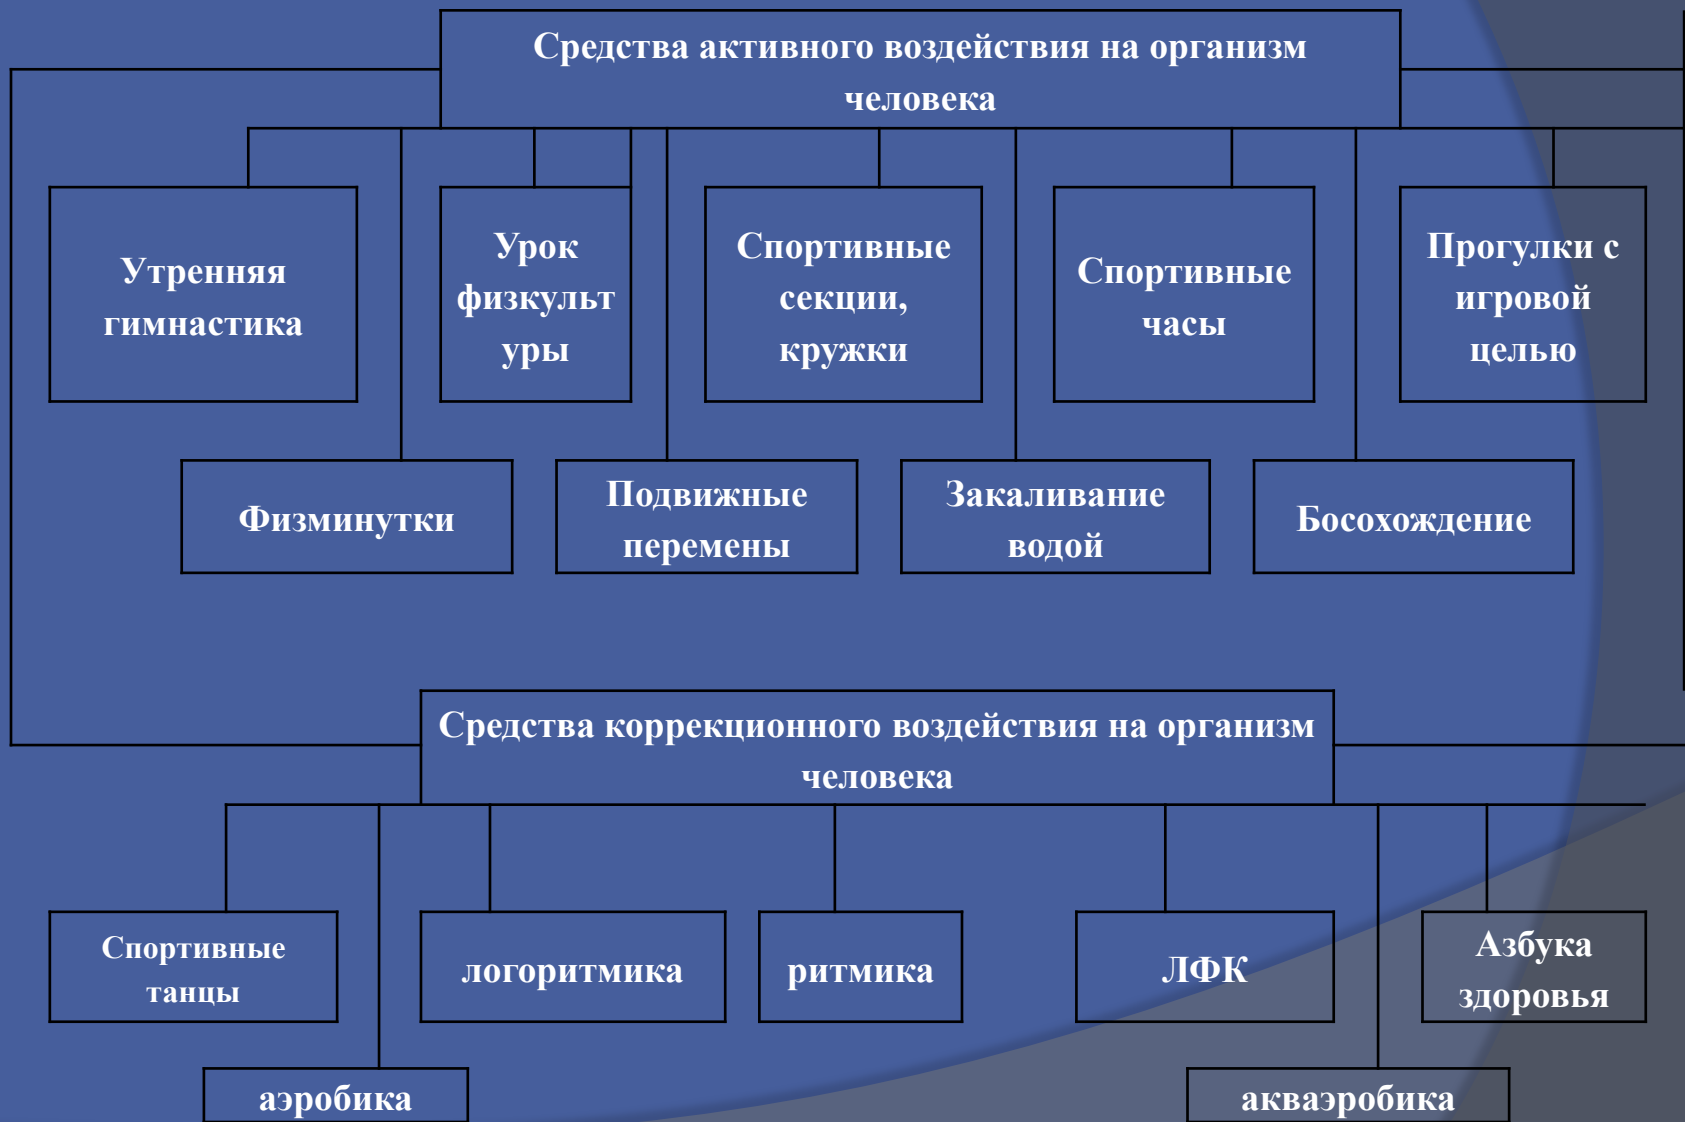 Средства активного воздействия на организм
человека
Утренняя
гимнастика
Урок
физкульт
уры
Спортивные
секции,
кружки
Спортивные
часы
Прогулки с
игровой
целью
Физминутки
Подвижные
перемены
Закаливание
водой
Босохождение
Средства коррекционного воздействия на организм
человека
Спортивные
танцы
логоритмика
ритмика
ЛФК
Азбука
здоровья
аэробика
акваэробика